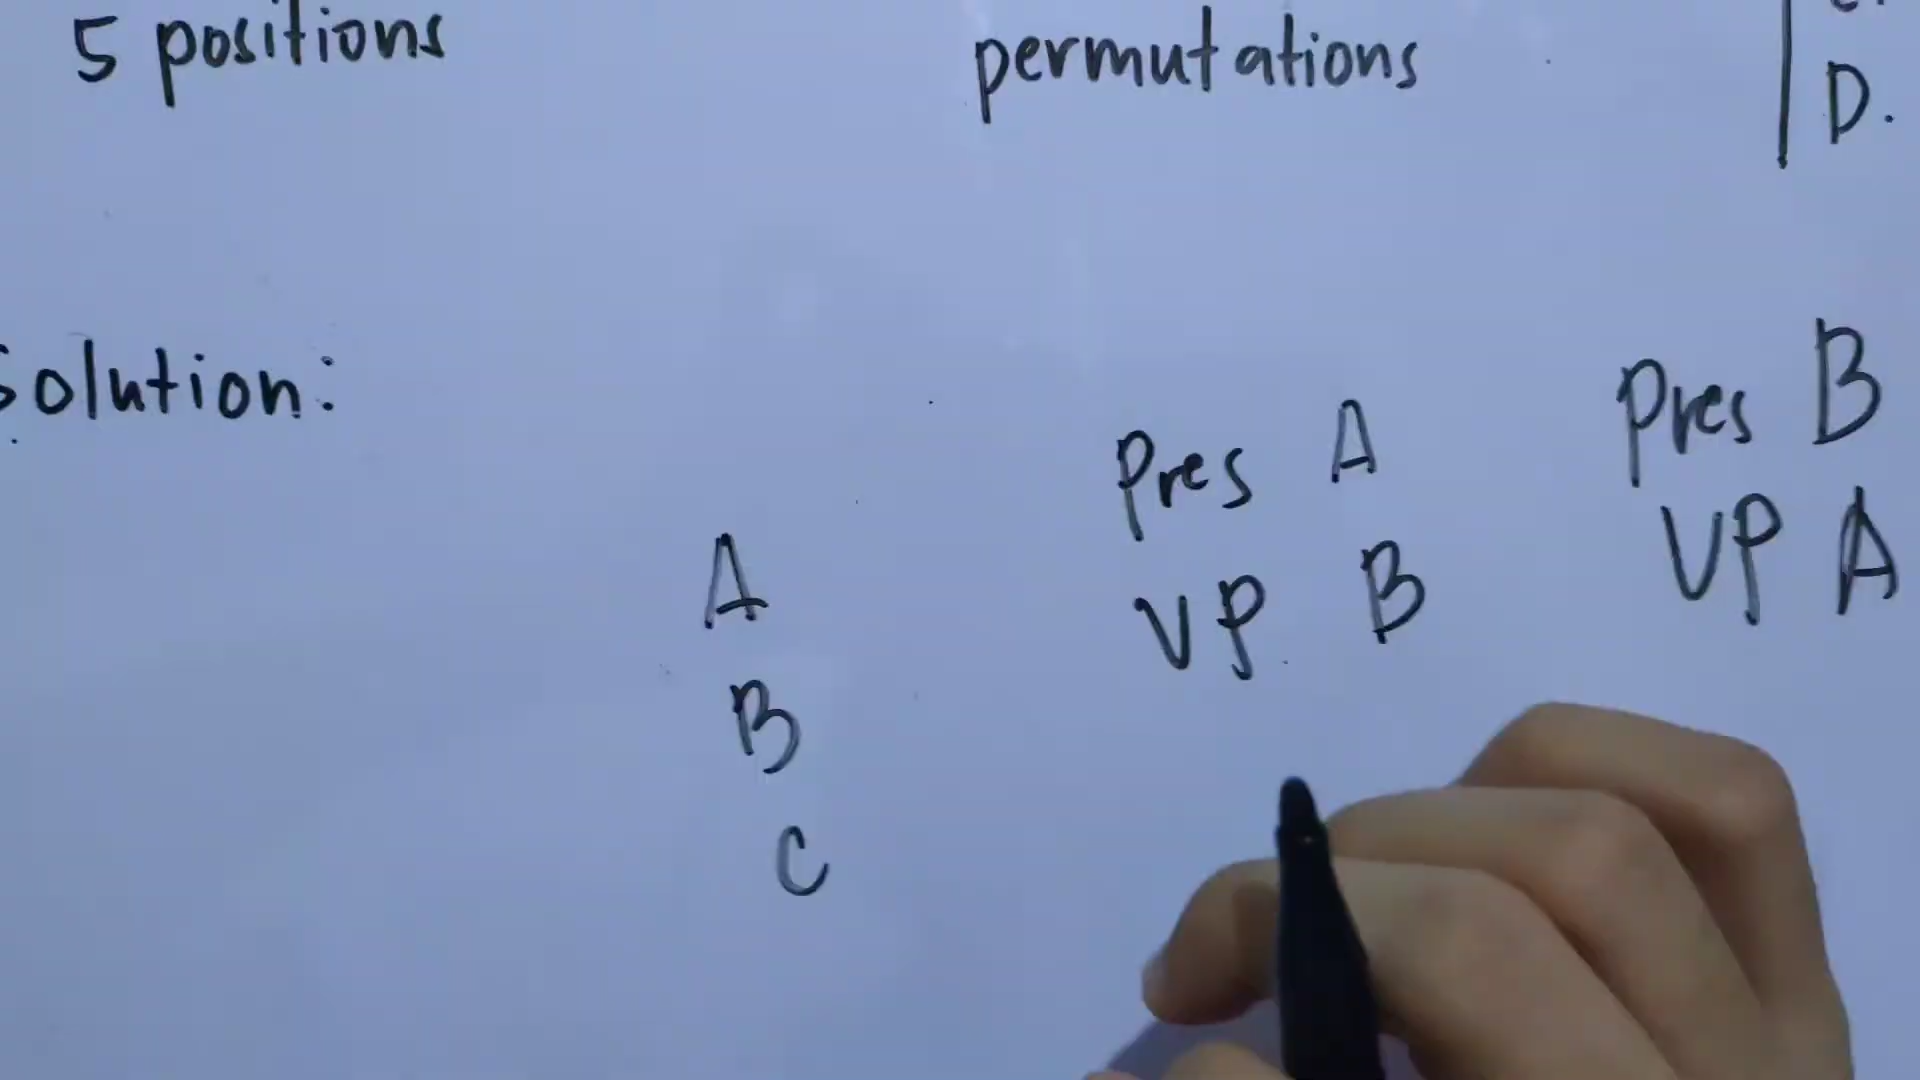 5 positions
permutations
D.
Solution:
Pres A
VP B
Pres B
VP A
A
B
C